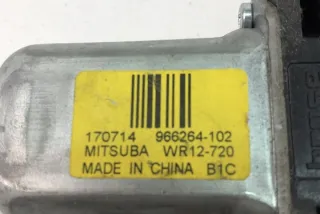 170714 966264-102
MITSUBA WR12-720
MADE IN CHINA B1C